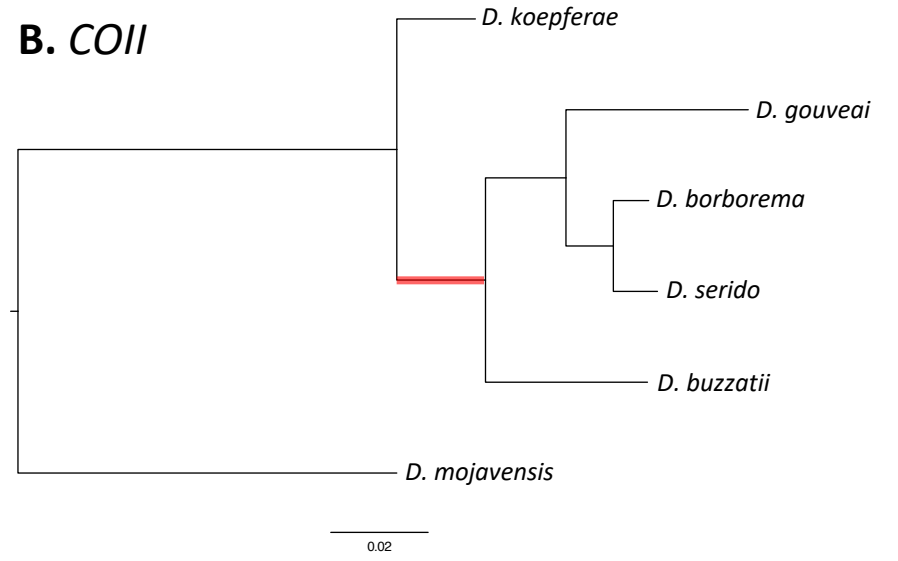 B. COII
D. koepferae
D. gouveai
D. borborema
D. serido
D. buzzatii
D. mojavensis
0.02